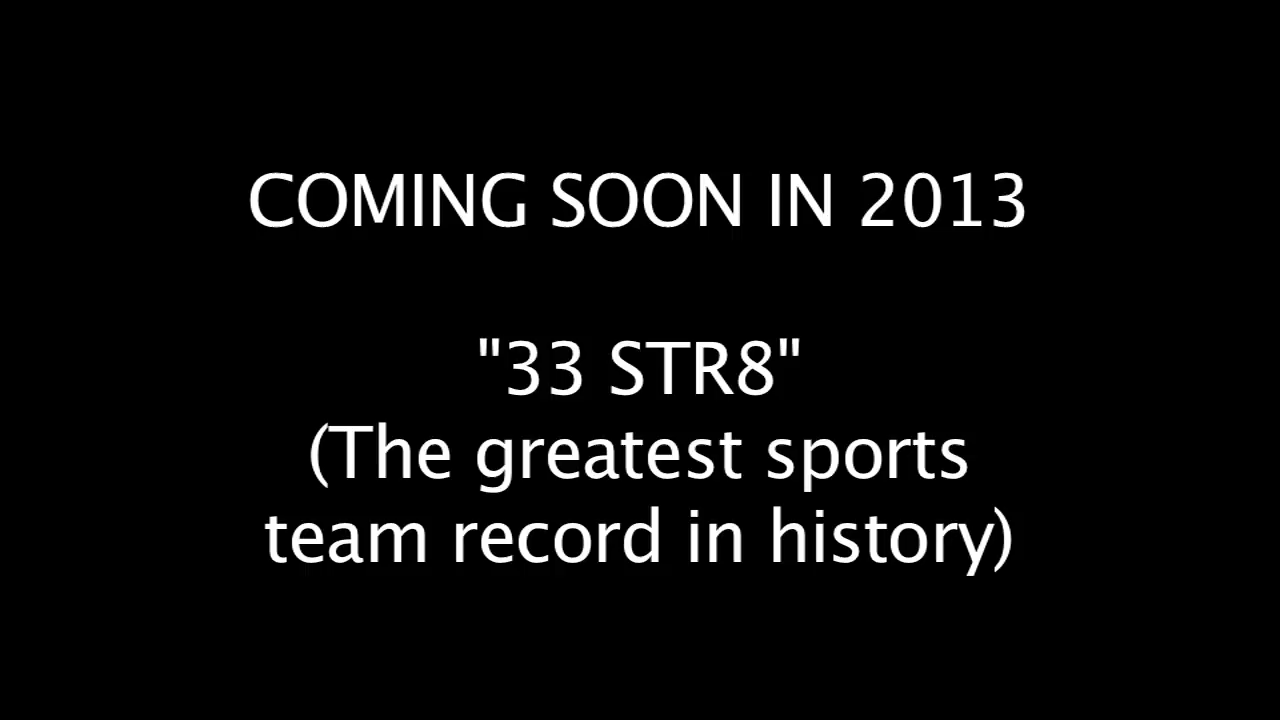 COMING SOON IN 2013
"33 STR8"
(The greatest sports
team record in history)